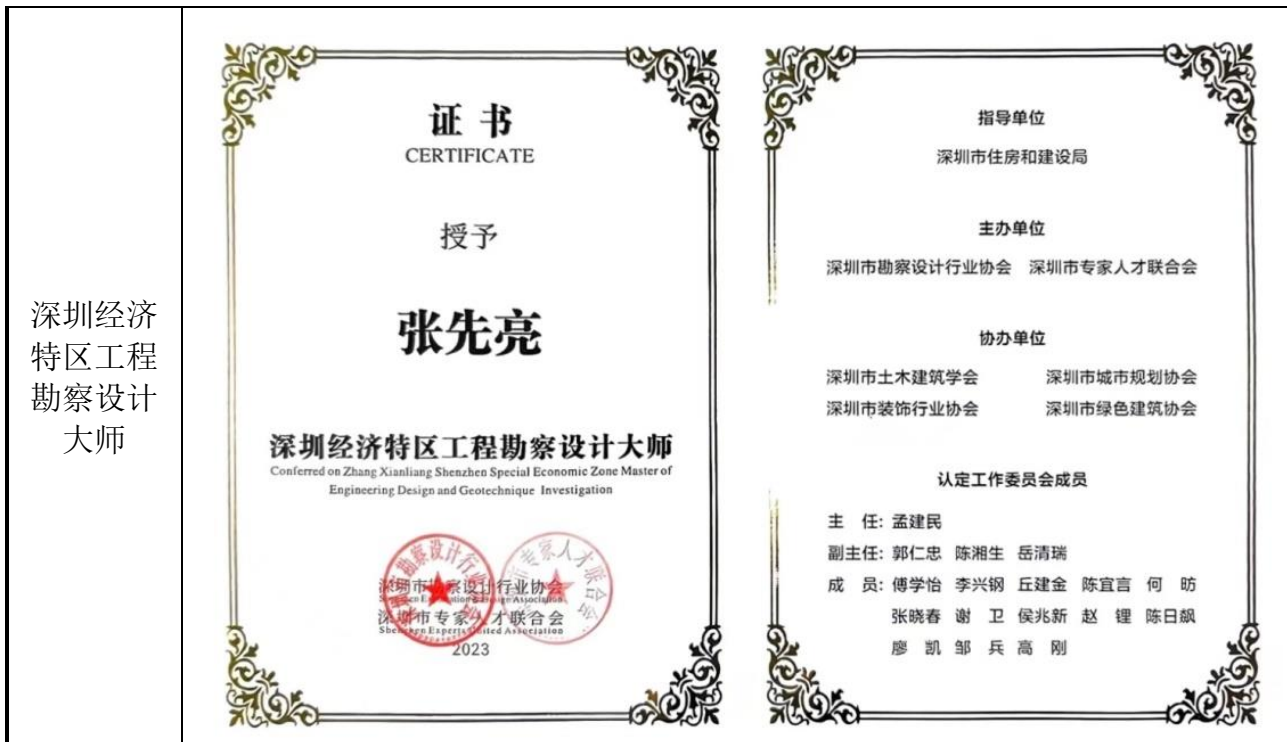 深圳经济
特区工程
勘察设计
大师
证书
CERTIFICATE
授予
张先亮
深圳经济特区工程勘察设计大师
Conferred on Zhang Xianliang Shenzhen Special Economic Zone Master of
Engineering Design and Geotechnique Investigation
深圳市勘察设计行业协会
深圳市专家人才联合会
Shenzhen Experts United Association
2023
指导单位
深圳市住房和建设局
主办单位
深圳市勘察设计行业协会 深圳市专家人才联合会
协办单位
深圳市土木建筑学会 深圳市城市规划协会
深圳市装饰行业协会 深圳市绿色建筑协会
认定工作委员会成员
主 任: 孟建民
副主任: 郭仁忠 陈湘生 岳清瑞
成 员: 傅学怡 李兴钢 丘建金 陈宜言 何 昉
张晓春 谢 卫 侯兆新 赵 锂 陈日飙
廖 凯 邹 兵 高 刚